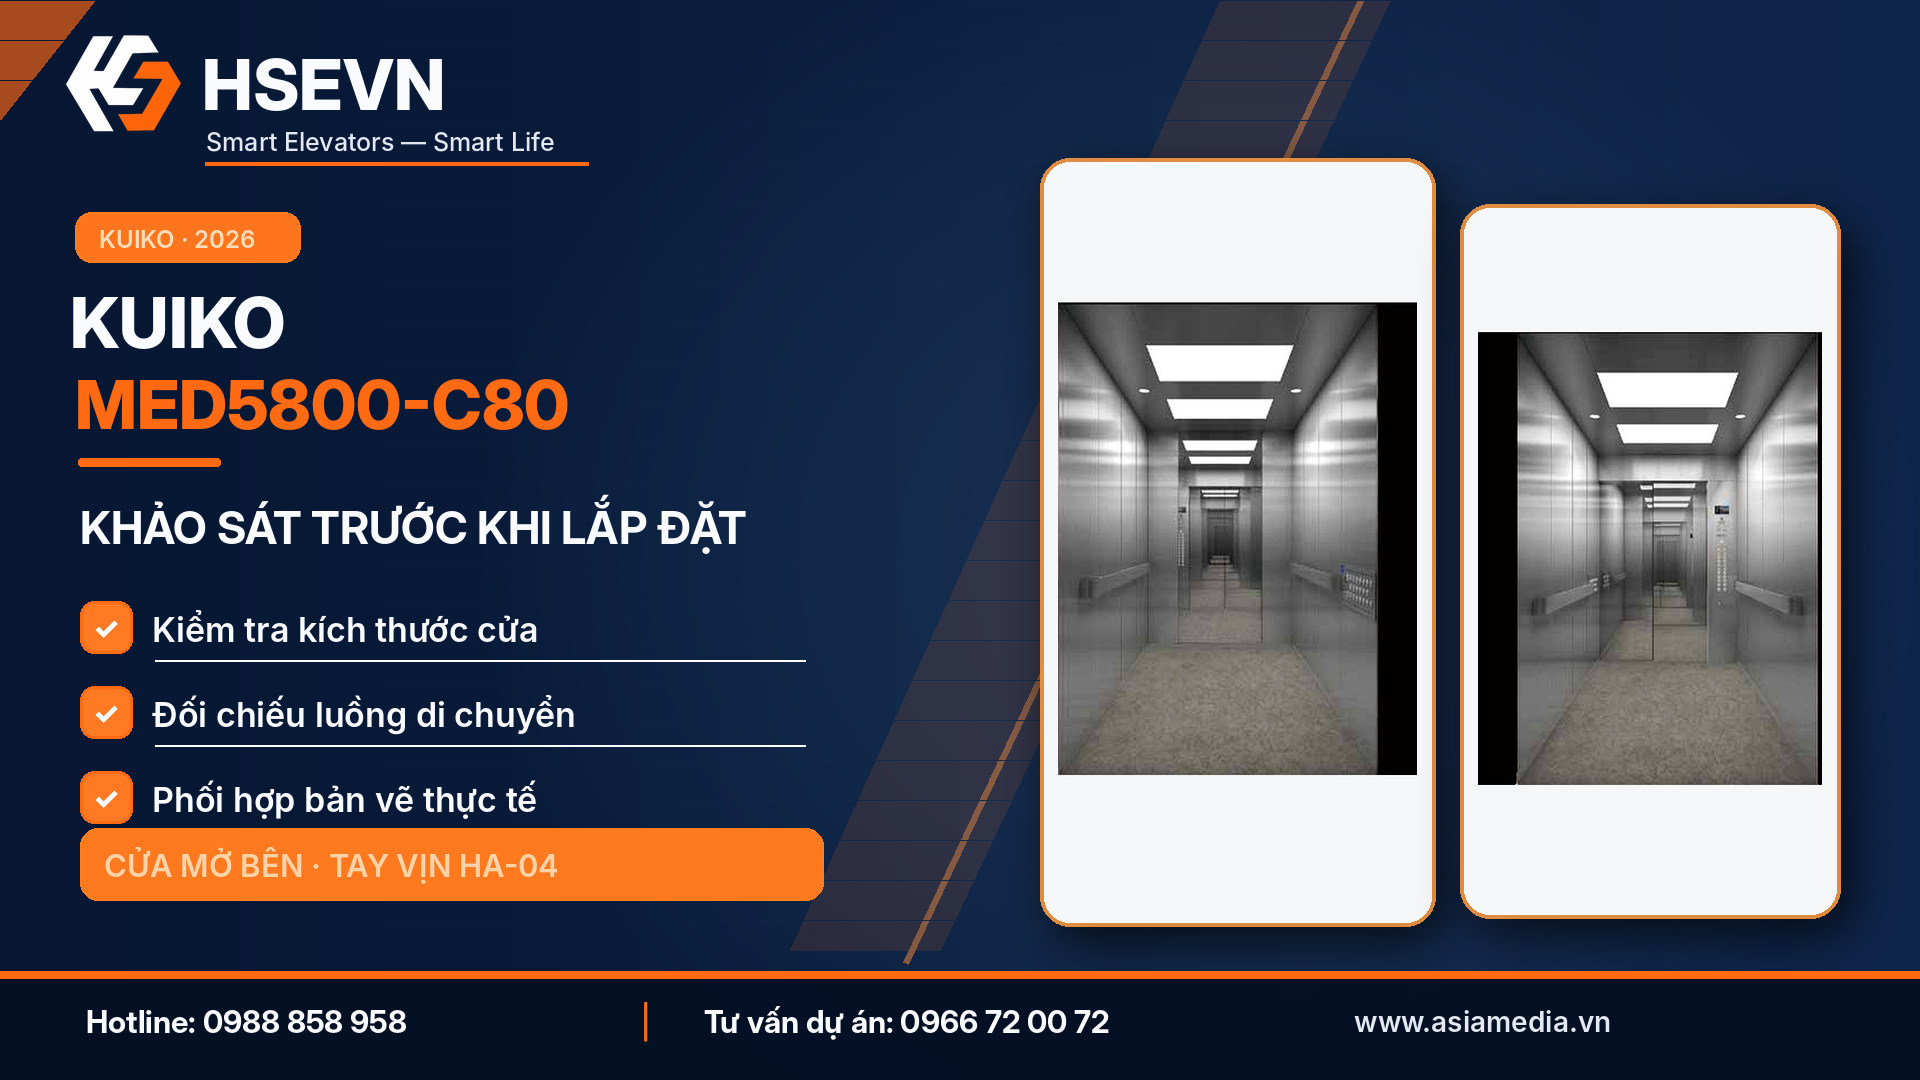 HSEVN
Smart Elevators — Smart Life
KUIKO · 2026
KUIKO
MED5800-C80
KHẢO SÁT TRƯỚC KHI LẮP ĐẶT
Kiểm tra kích thước cửa
Đối chiếu luồng di chuyển
Phối hợp bản vẽ thực tế
CỬA MỞ BÊN · TAY VỊN HA-04
Hotline: 0988 858 958
Tư vấn dự án: 0966 72 00 72
www.asiamedia.vn